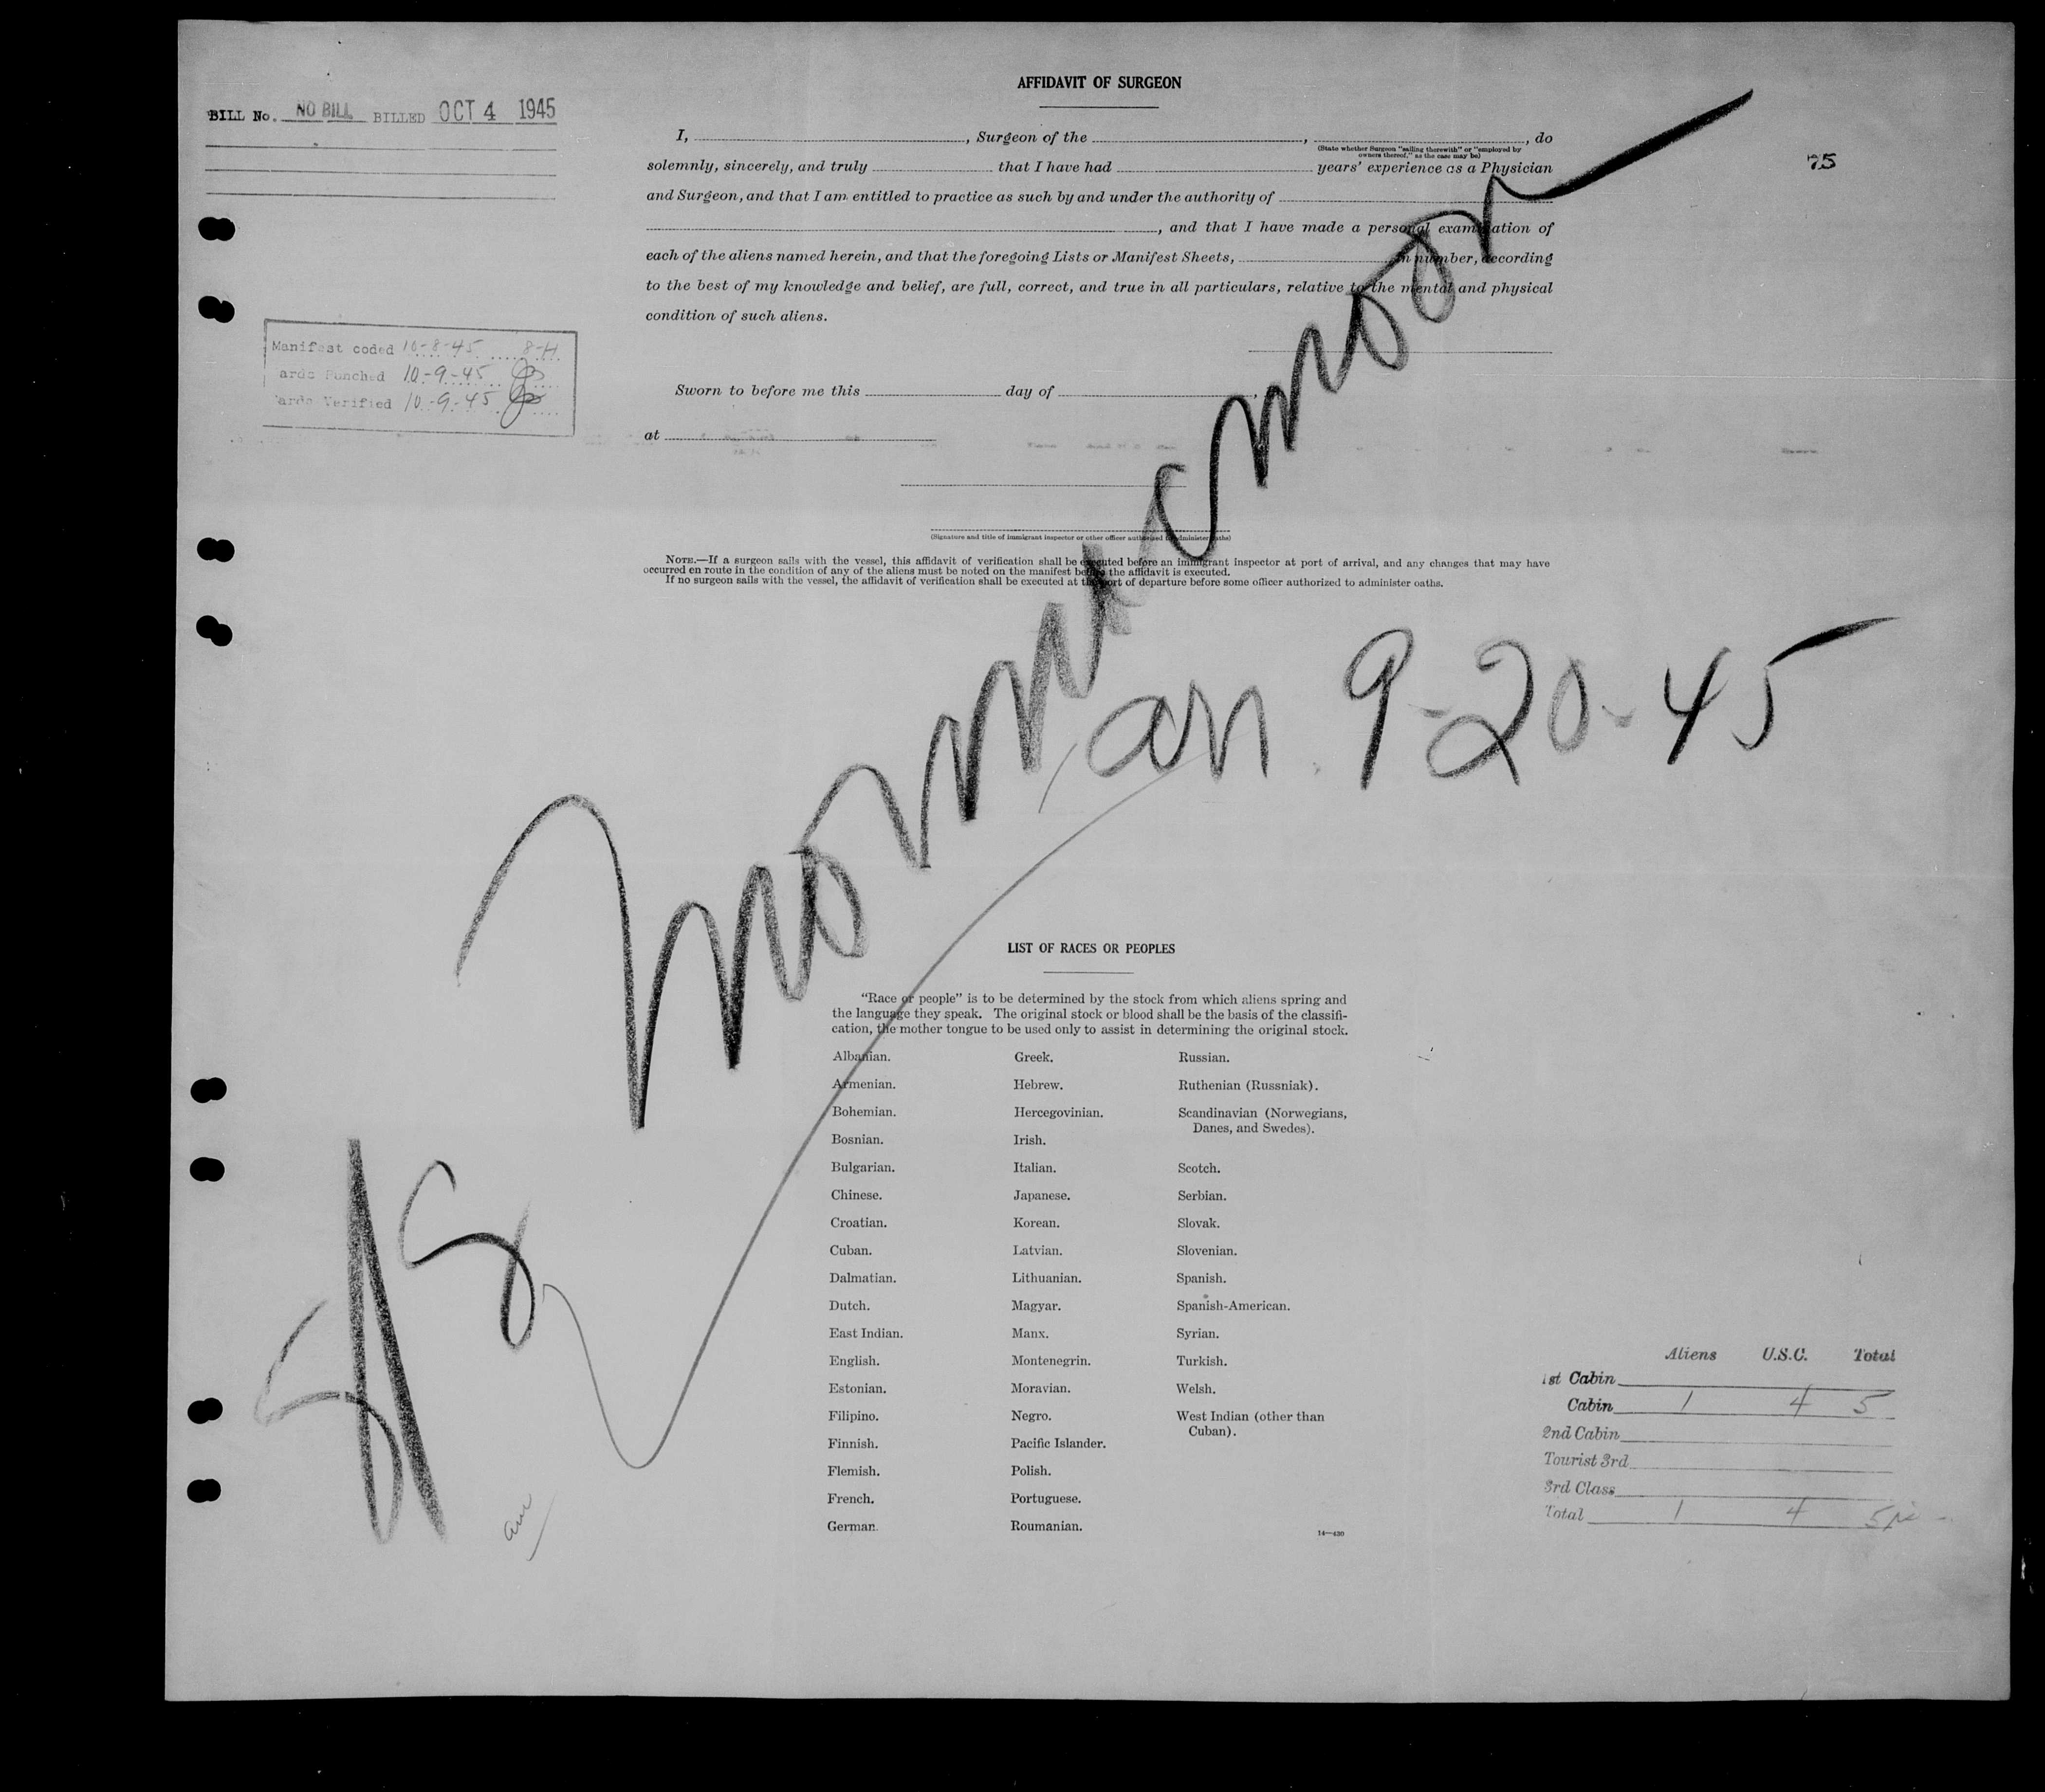 AFFIDAVIT OF SURGEON
BILL No. NO BILL BILLED OCT 4 1945
I, , Surgeon of the , , do
(State whether Surgeon "sailing therewith" or "employed by
owners thereof," as the case may be)
solemnly, sincerely, and truly that I have had years' experience as a Physician
75
and Surgeon, and that I am entitled to practice as such by and under the authority of
, and that I have made a personal examination of
each of the aliens named herein, and that the foregoing Lists or Manifest Sheets, in number, according
to the best of my knowledge and belief, are full, correct, and true in all particulars, relative to the mental and physical
condition of such aliens.
Manifest coded 10-8-45 8-H
ards Punched 10-9-45
ards Verified 10-9-45
Sworn to before me this day of ,
at
(Signature and title of immigrant inspector or other officer authorized to administer oaths)
NOTE.—If a surgeon sails with the vessel, this affidavit of verification shall be executed before an immigrant inspector at port of arrival, and any changes that may have
occurred en route in the condition of any of the aliens must be noted on the manifest before the affidavit is executed.
If no surgeon sails with the vessel, the affidavit of verification shall be executed at the port of departure before some officer authorized to administer oaths.
S/S
arr 9-20-45
LIST OF RACES OR PEOPLES
"Race or people" is to be determined by the stock from which aliens spring and
the language they speak. The original stock or blood shall be the basis of the classifi-
cation, the mother tongue to be used only to assist in determining the original stock.
Albanian.
Armenian.
Bohemian.
Bosnian.
Bulgarian.
Chinese.
Croatian.
Cuban.
Dalmatian.
Dutch.
East Indian.
English.
Estonian.
Filipino.
Finnish.
Flemish.
French.
German.
Greek.
Hebrew.
Hercegovinian.
Irish.
Italian.
Japanese.
Korean.
Latvian.
Lithuanian.
Magyar.
Manx.
Montenegrin.
Moravian.
Negro.
Pacific Islander.
Polish.
Portuguese.
Roumanian.
Russian.
Ruthenian (Russniak).
Scandinavian (Norwegians,
Danes, and Swedes).
Scotch.
Serbian.
Slovak.
Slovenian.
Spanish.
Spanish-American.
Syrian.
Turkish.
Welsh.
West Indian (other than
Cuban).
14—430
Aliens U.S.C. Total
1st Cabin
Cabin 1 4 5
2nd Cabin
Tourist 3rd
3rd Class
Total 1 4 5